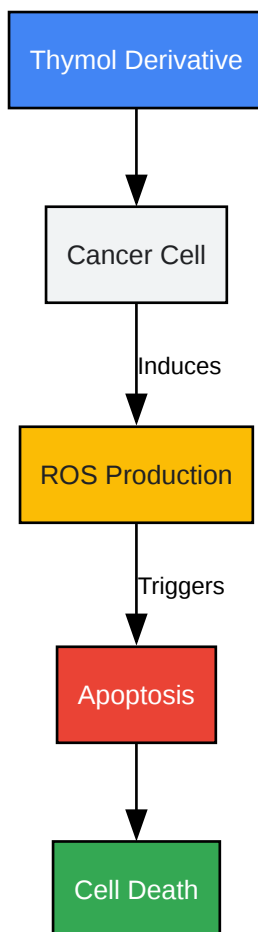 Thymol Derivative
Cancer Cell
Induces
ROS Production
Triggers
Apoptosis
Cell Death